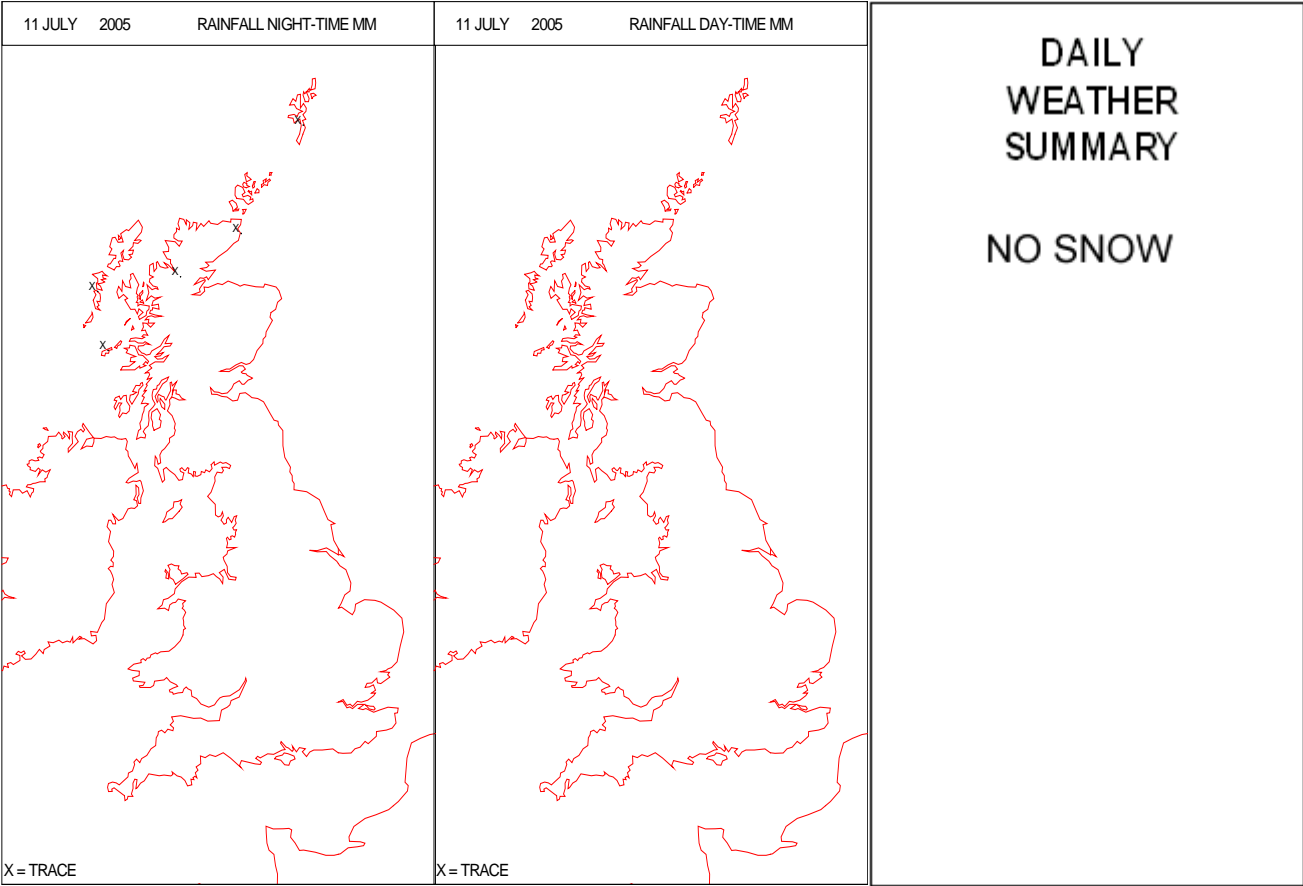 11 JULY 2005 RAINFALL NIGHT-TIME MM
X
X
X
X
X
X = TRACE
11 JULY 2005 RAINFALL DAY-TIME MM
X = TRACE
DAILY
WEATHER
SUMMARY
NO SNOW